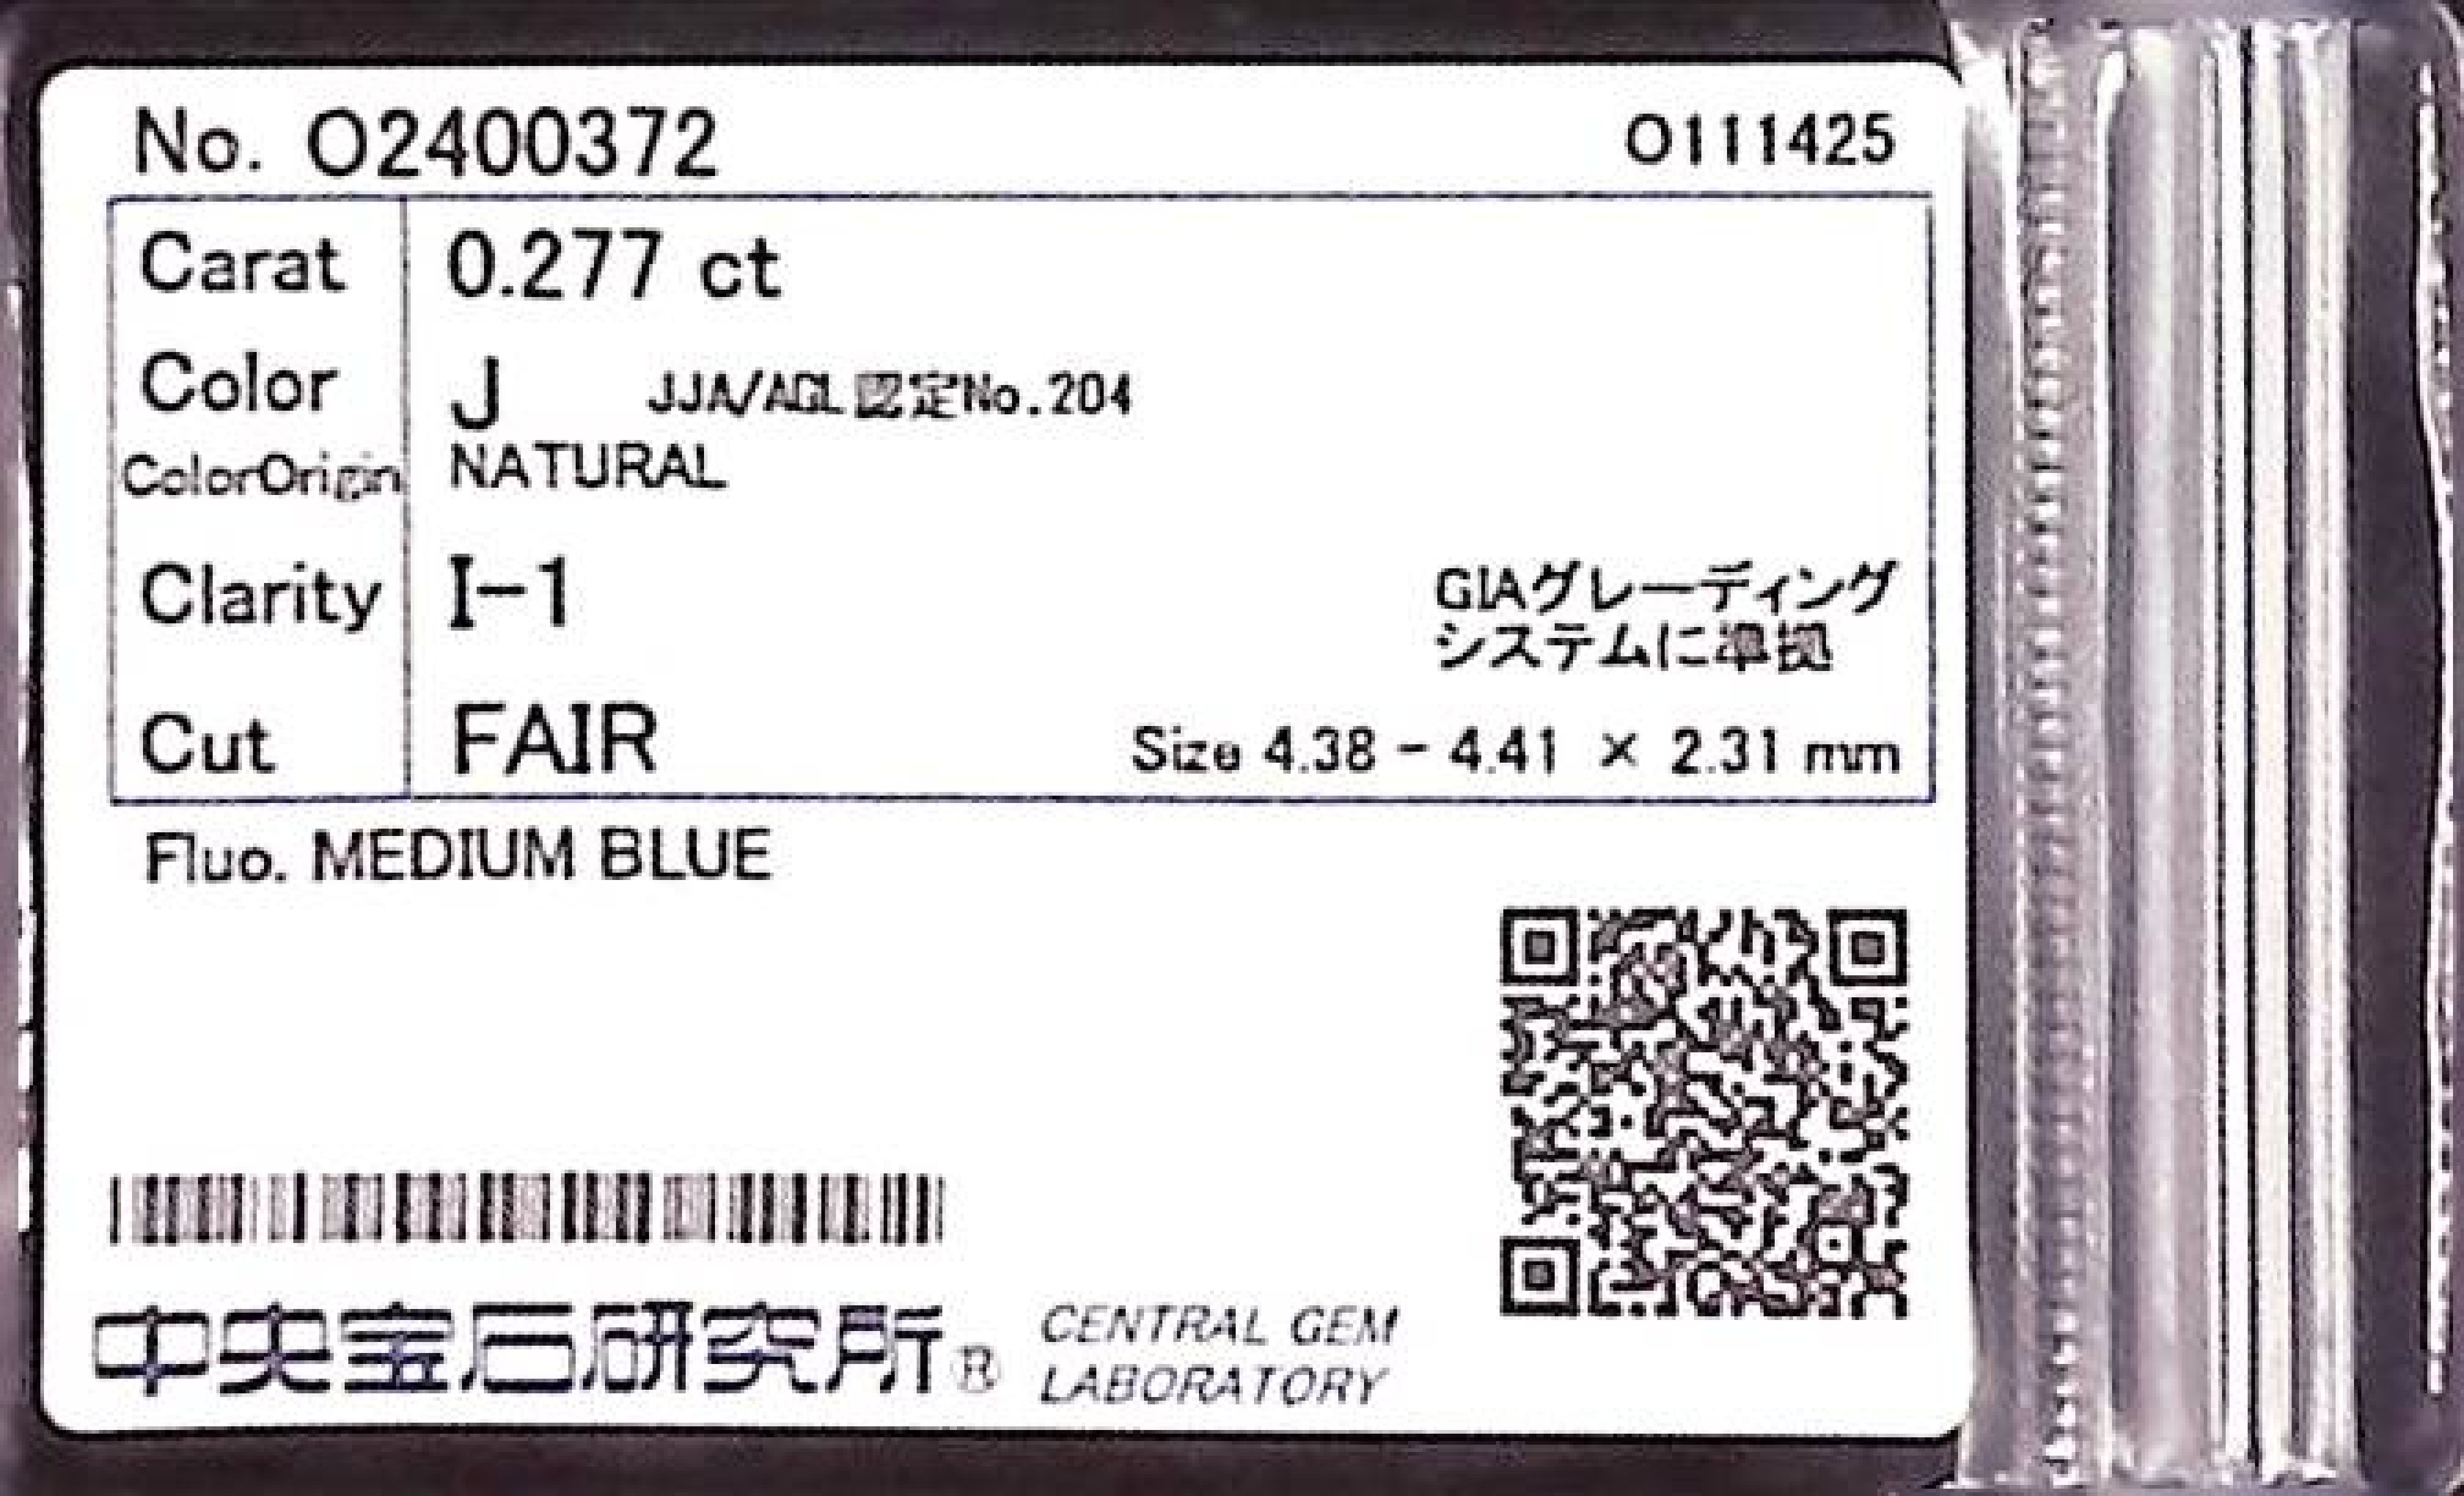 No. O2400372 O111425
Carat 0.277 ct
Color J JJA/AGL認定No.204
ColorOrigin NATURAL
Clarity I-1
GIAグレーディング
システムに準拠
Cut FAIR Size 4.38 - 4.41 × 2.31 mm
Fluo. MEDIUM BLUE
中央宝石研究所® CENTRAL GEM
LABORATORY